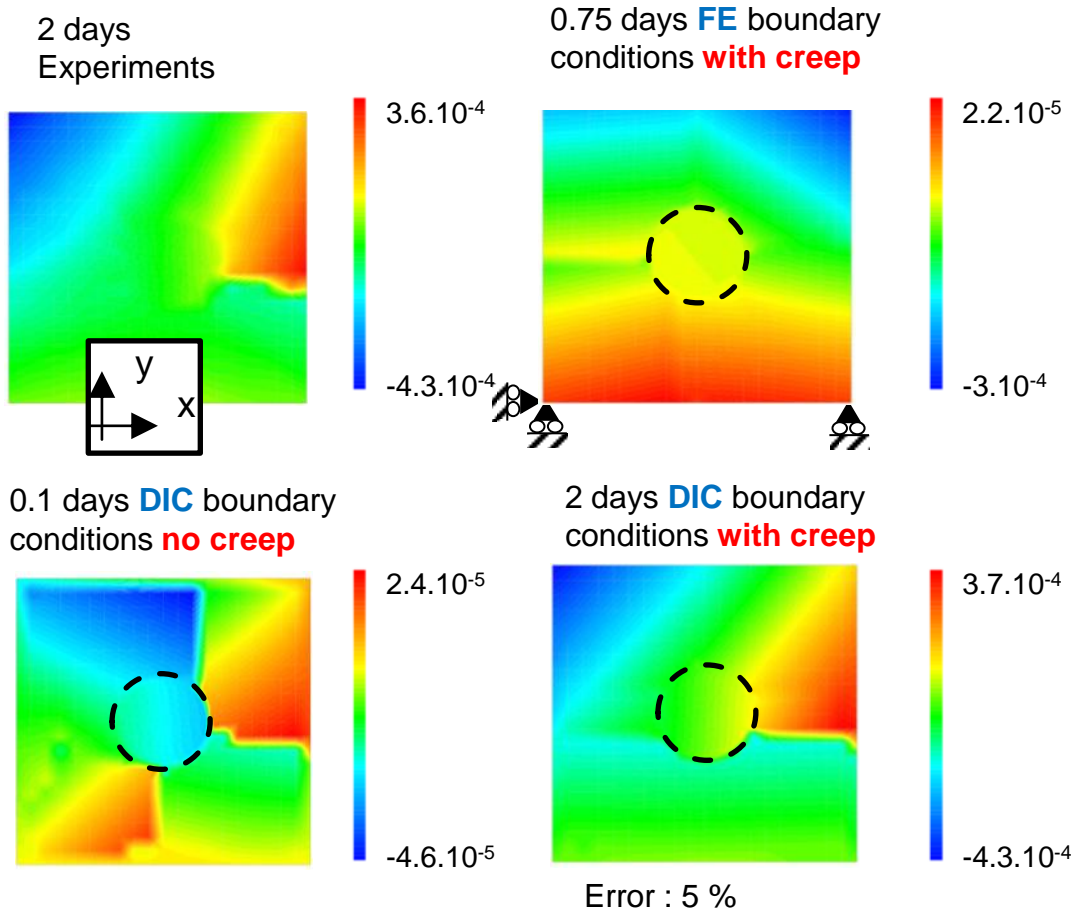 2 days
Experiments
3.6.10-4
-4.3.10-4
y
x
0.75 days FE boundary
conditions with creep
2.2.10-5
-3.10-4
0.1 days DIC boundary
conditions no creep
2.4.10-5
-4.6.10-5
2 days DIC boundary
conditions with creep
3.7.10-4
-4.3.10-4
Error : 5 %